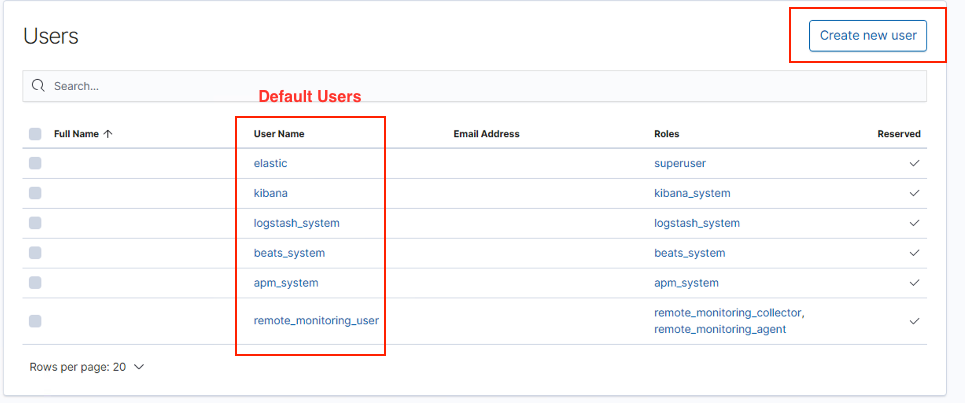 Users
Create new user
Search...
Default Users
Full Name User Name Email Address Roles Reserved
elastic superuser
kibana kibana_system
logstash_system logstash_system
beats_system beats_system
apm_system apm_system
remote_monitoring_user remote_monitoring_collector,
remote_monitoring_agent
Rows per page: 20